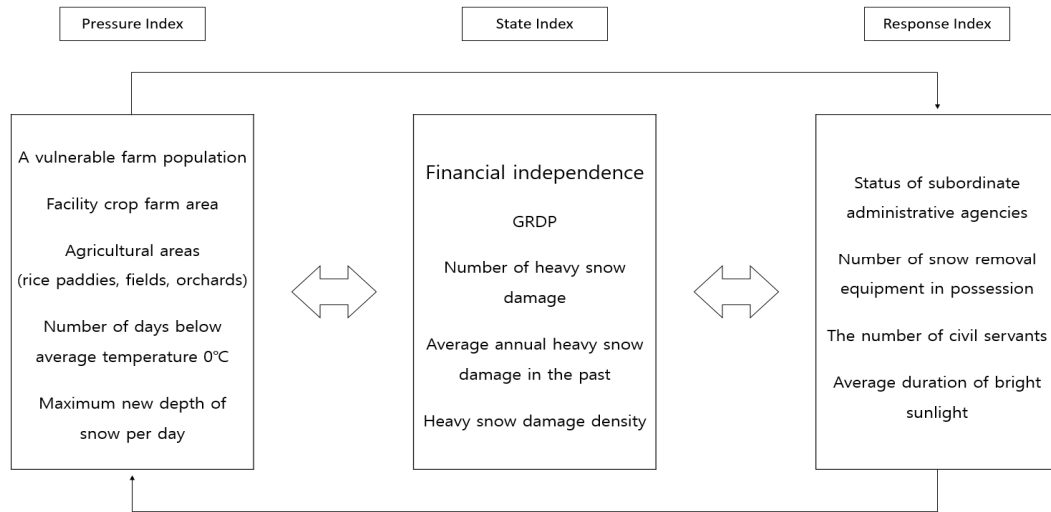 Pressure Index
State Index
Response Index
A vulnerable farm population
Facility crop farm area
Agricultural areas
(rice paddies, fields, orchards)
Number of days below
average temperature 0℃
Maximum new depth of
snow per day
Financial independence
GRDP
Number of heavy snow
damage
Average annual heavy snow
damage in the past
Heavy snow damage density
Status of subordinate
administrative agencies
Number of snow removal
equipment in possession
The number of civil servants
Average duration of bright
sunlight